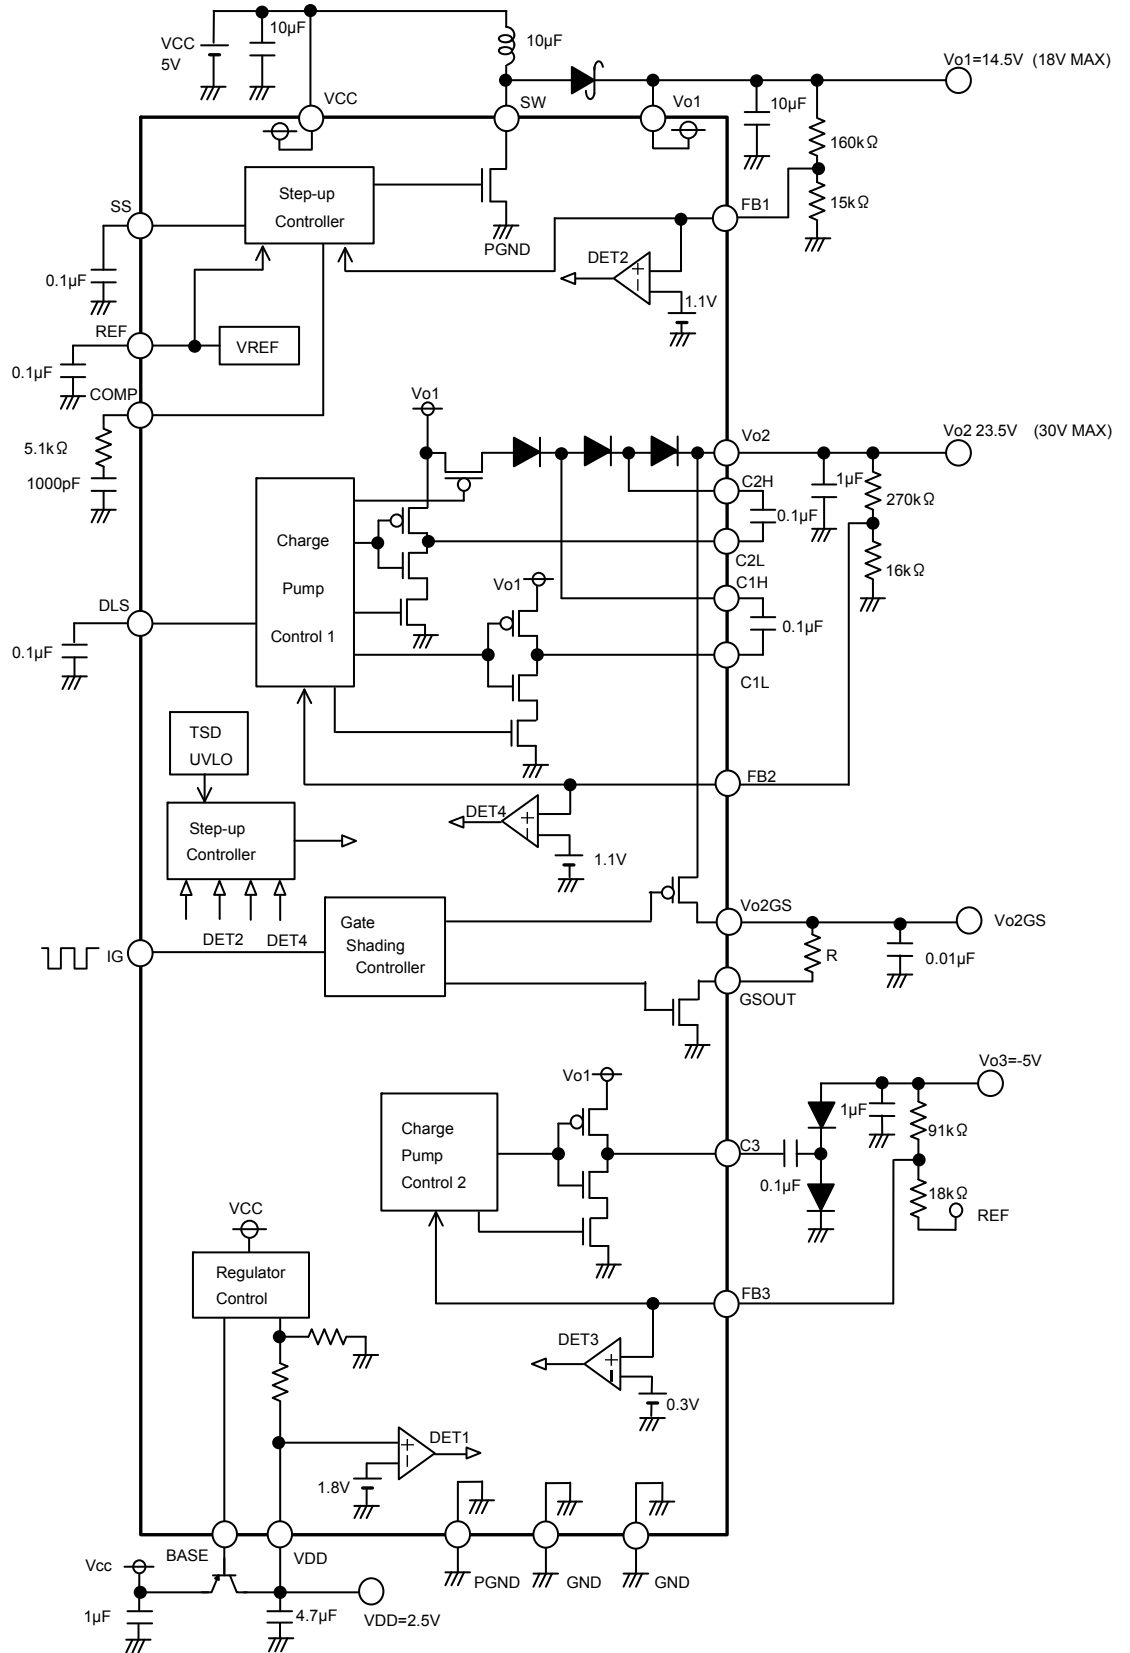 10µF
VCC
5V
10µF
Vo1=14.5V (18V MAX)
VCC
SW
Vo1
10µF
160kΩ
15kΩ
Step-up
Controller
SS
PGND
FB1
DET2
+
−
1.1V
0.1µF
REF
VREF
0.1µF
COMP
5.1kΩ
1000pF
Vo1
Vo2
Vo2 23.5V (30V MAX)
C2H
1µF
270kΩ
0.1µF
C2L
16kΩ
Charge
Pump
Control 1
Vo1
C1H
0.1µF
C1L
DLS
0.1µF
TSD
UVLO
FB2
DET4
+
−
1.1V
Step-up
Controller
DET2
DET4
IG
Gate
Shading
Controller
Vo2GS
Vo2GS
R
0.01µF
GSOUT
Vo3=-5V
Vo1
Charge
Pump
Control 2
C3
0.1µF
1µF
91kΩ
18kΩ
REF
VCC
Regulator
Control
FB3
DET3
+
−
0.3V
DET1
+
−
1.8V
BASE
VDD
PGND
GND
GND
Vcc
1µF
4.7µF
VDD=2.5V